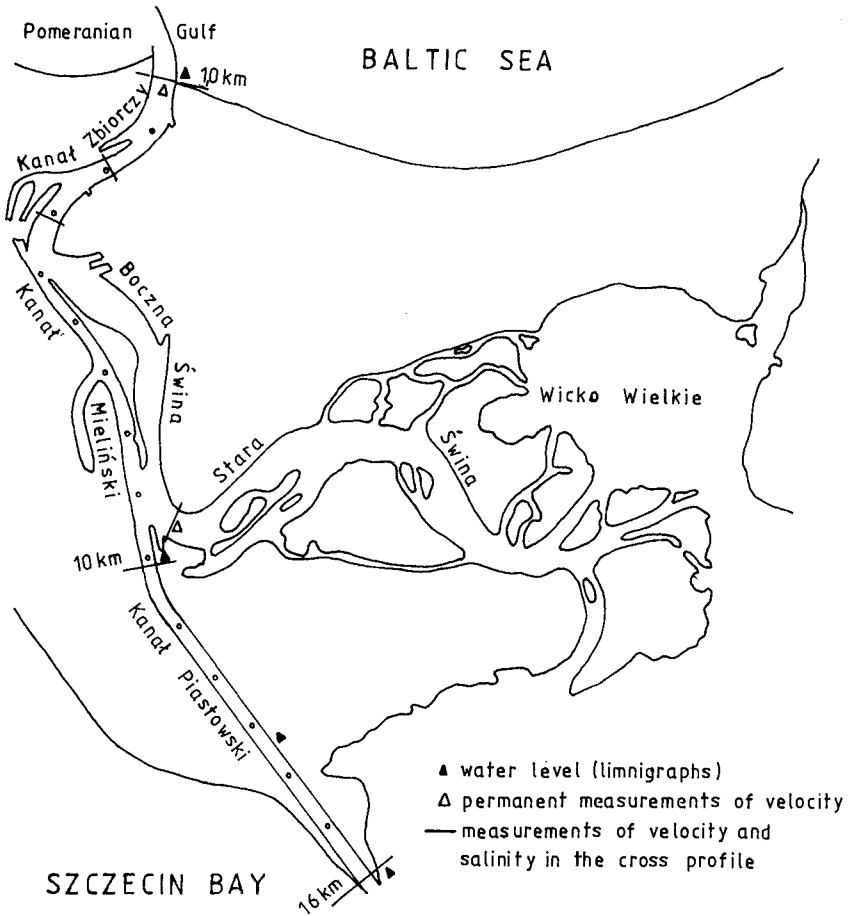 Pomeranian Gulf
BALTIC SEA
1,0 km
Kanał Zbiorczy
Boczna Świna
Kanał Mieliński
Stara Świna
Wicko Wielkie
10 km
Kanał Piastowski
▲ water level (limnigraphs)
△ permanent measurements of velocity
— measurements of velocity and
salinity in the cross profile
SZCZECIN BAY
16 km